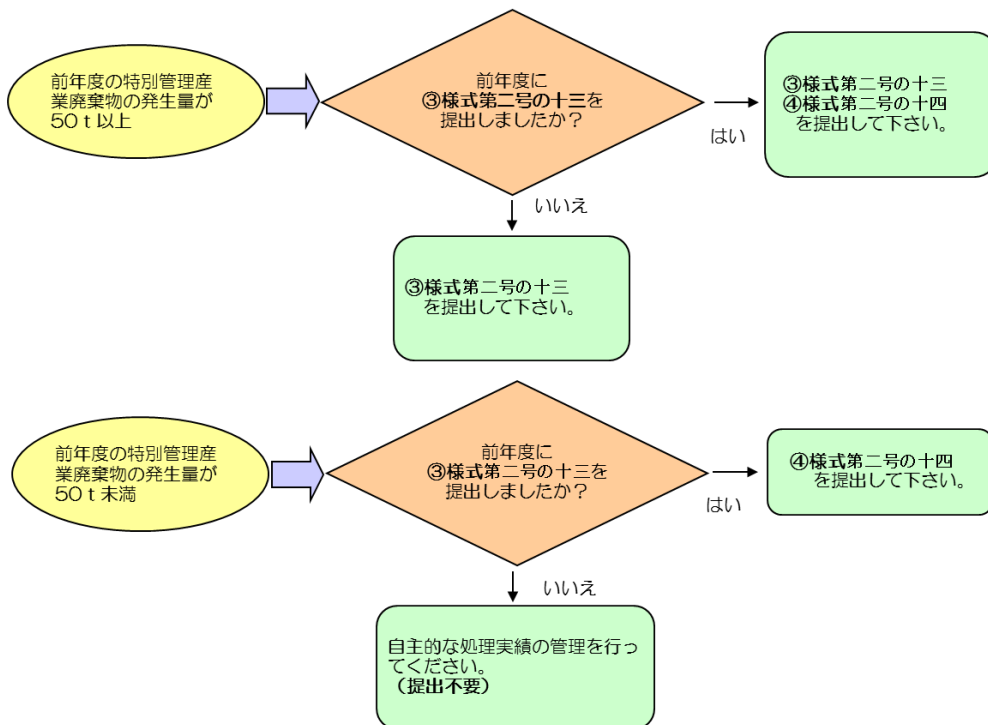 前年度の特別管理産
業廃棄物の発生量が
50ｔ以上
前年度に
③様式第二号の十三を
提出しましたか？
はい
③様式第二号の十三
④様式第二号の十四
を提出して下さい。
いいえ
③様式第二号の十三
を提出して下さい。
前年度の特別管理産
業廃棄物の発生量が
50ｔ未満
前年度に
③様式第二号の十三を
提出しましたか？
はい
④様式第二号の十四
を提出して下さい。
いいえ
自主的な処理実績の管理を行っ
てください。
（提出不要）